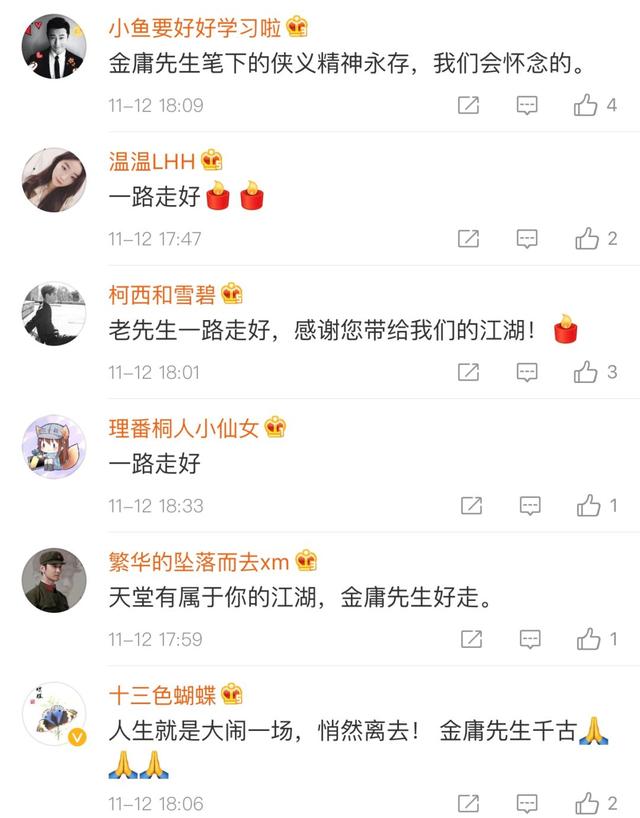 小鱼要好好学习啦
金庸先生笔下的侠义精神永存，我们会怀念的。
11-12 18:09
4
温温LHH
一路走好
11-12 17:47
2
柯西和雪碧
老先生一路走好，感谢您带给我们的江湖！
11-12 18:01
3
理番桐人小仙女
一路走好
11-12 18:33
1
繁华的坠落而去xm
天堂有属于你的江湖，金庸先生好走。
11-12 17:59
1
十三色蝴蝶
人生就是大闹一场，悄然离去！ 金庸先生千古🙏
🙏🙏
11-12 18:06
2